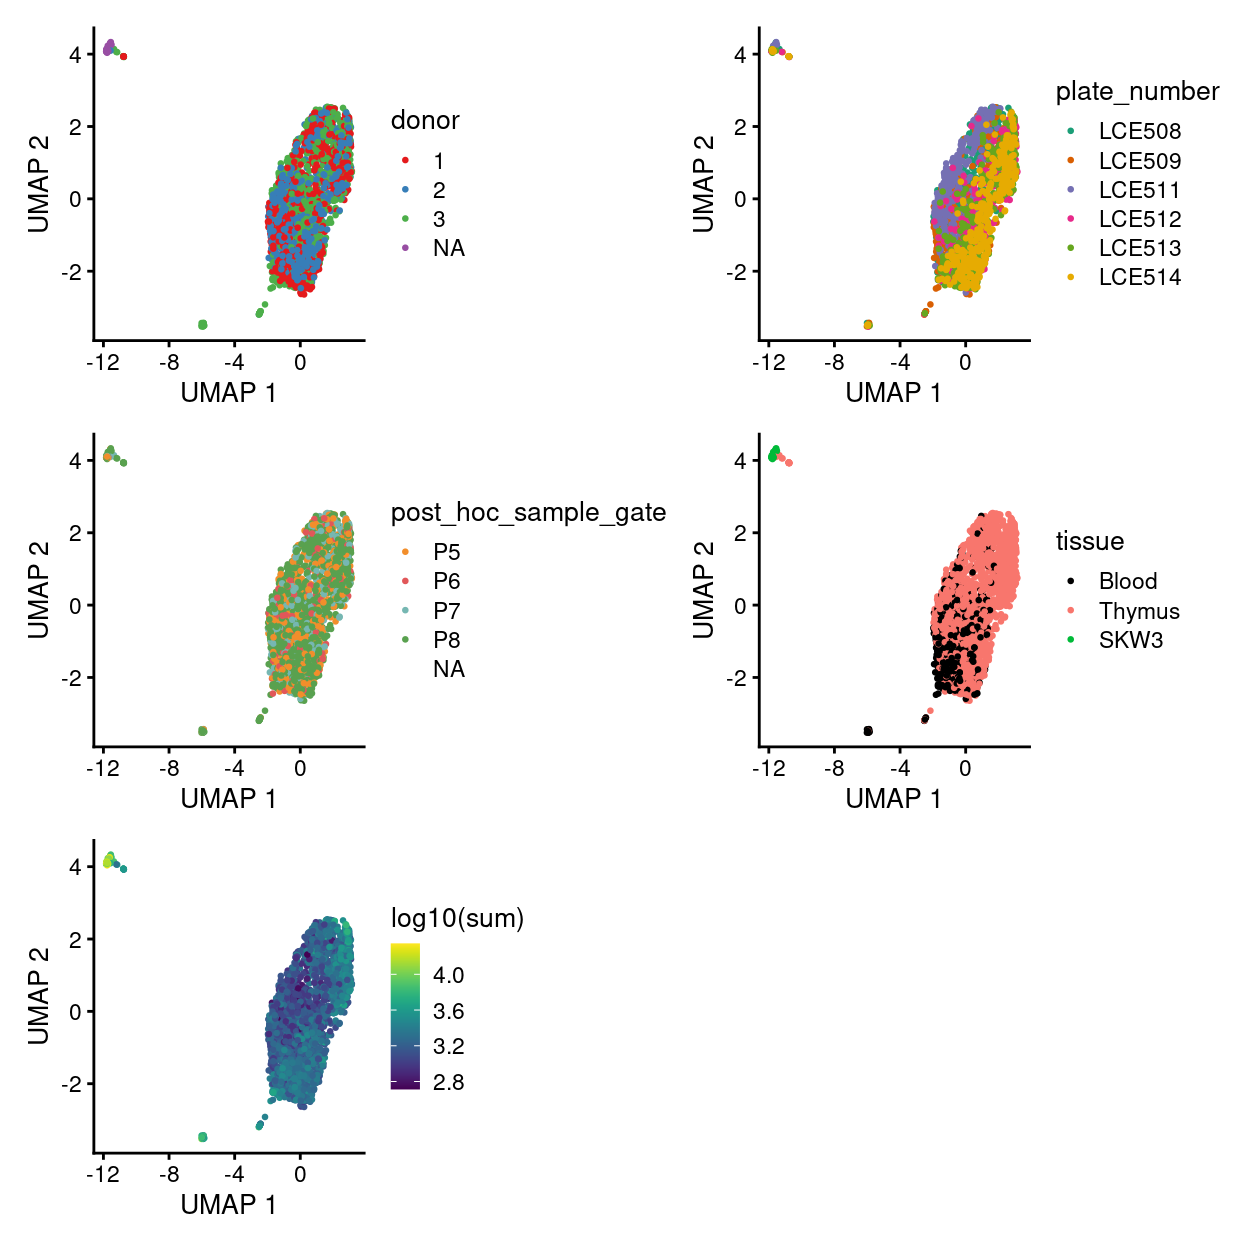 4
2
0
-2
UMAP 2
-12 -8 -4 0
UMAP 1
donor
1
2
3
NA
4
2
0
-2
UMAP 2
-12 -8 -4 0
UMAP 1
plate_number
LCE508
LCE509
LCE511
LCE512
LCE513
LCE514
4
2
0
-2
UMAP 2
-12 -8 -4 0
UMAP 1
post_hoc_sample_gate
P5
P6
P7
P8
NA
4
2
0
-2
UMAP 2
-12 -8 -4 0
UMAP 1
tissue
Blood
Thymus
SKW3
4
2
0
-2
UMAP 2
-12 -8 -4 0
UMAP 1
log10(sum)
4.0
3.6
3.2
2.8